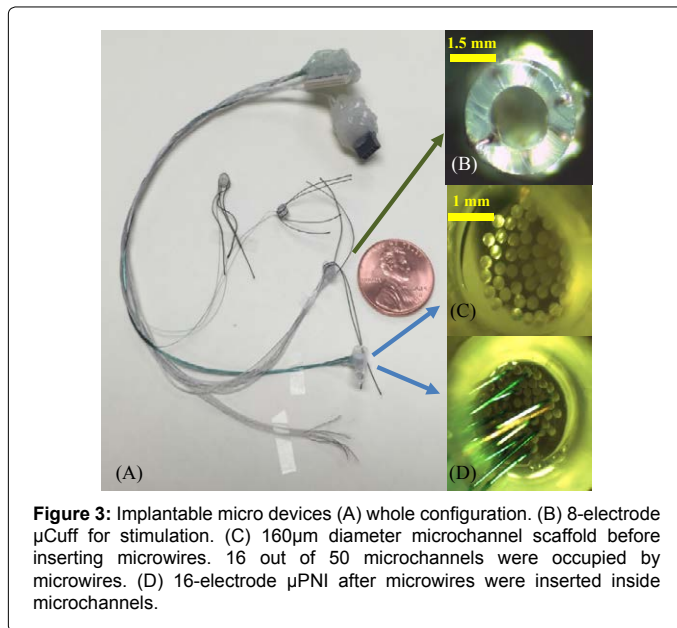 1.5 mm
(B)
1 mm
(C)
(A)
(D)
Figure 3: Implantable micro devices (A) whole configuration. (B) 8-electrode
µCuff for stimulation. (C) 160µm diameter microchannel scaffold before
inserting microwires. 16 out of 50 microchannels were occupied by
microwires. (D) 16-electrode µPNI after microwires were inserted inside
microchannels.